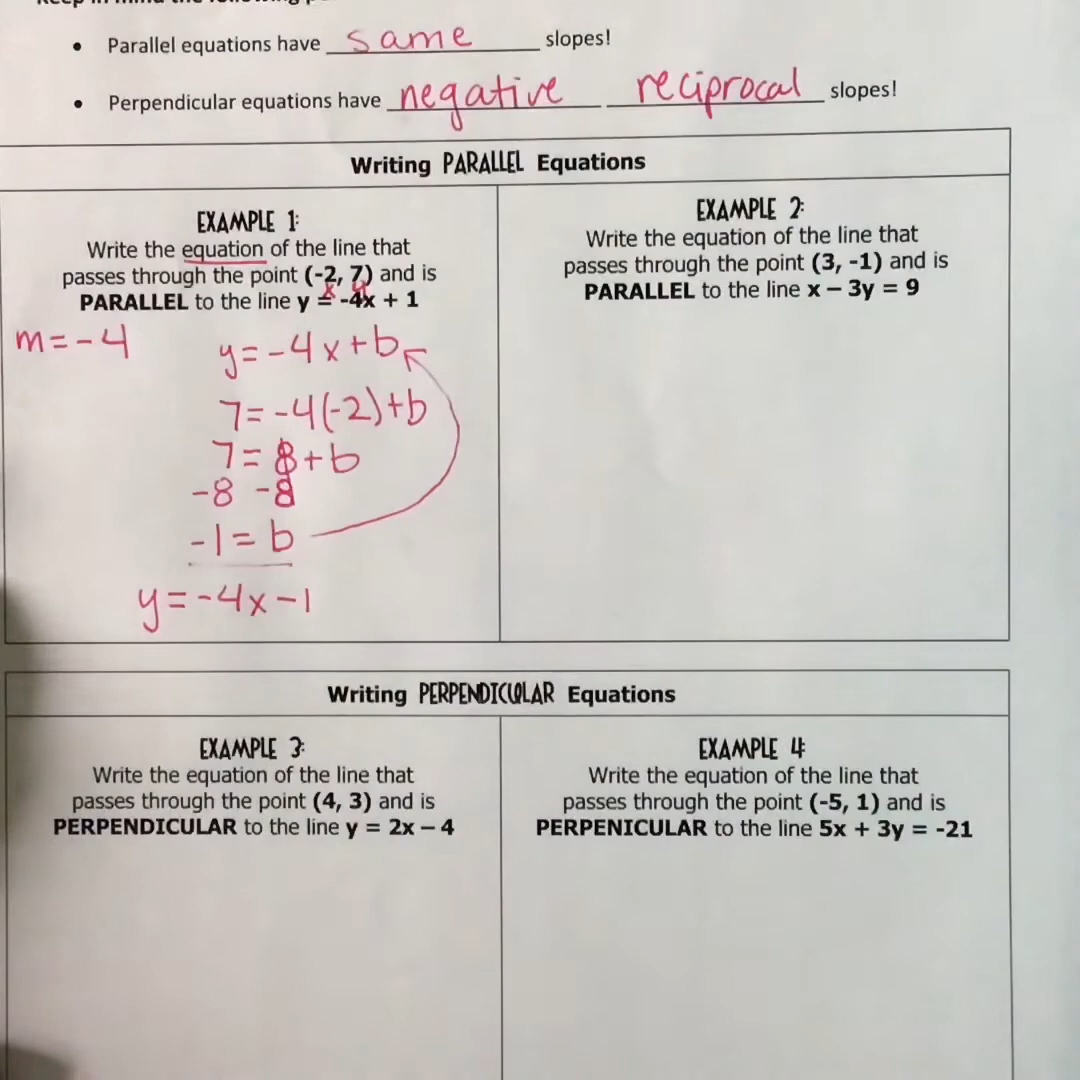 Parallel equations have same slopes!
Perpendicular equations have negative reciprocal slopes!
Writing PARALLEL Equations
EXAMPLE 1:
Write the equation of the line that
passes through the point (-2, 7) and is
x y
PARALLEL to the line y = -4x + 1
m = -4
y = -4x + b
7 = -4(-2) + b
7 = 8 + b
-8 -8
-1 = b
y = -4x - 1
EXAMPLE 2:
Write the equation of the line that
passes through the point (3, -1) and is
PARALLEL to the line x – 3y = 9
Writing PERPENDICULAR Equations
EXAMPLE 3:
Write the equation of the line that
passes through the point (4, 3) and is
PERPENDICULAR to the line y = 2x – 4
EXAMPLE 4:
Write the equation of the line that
passes through the point (-5, 1) and is
PERPENICULAR to the line 5x + 3y = -21